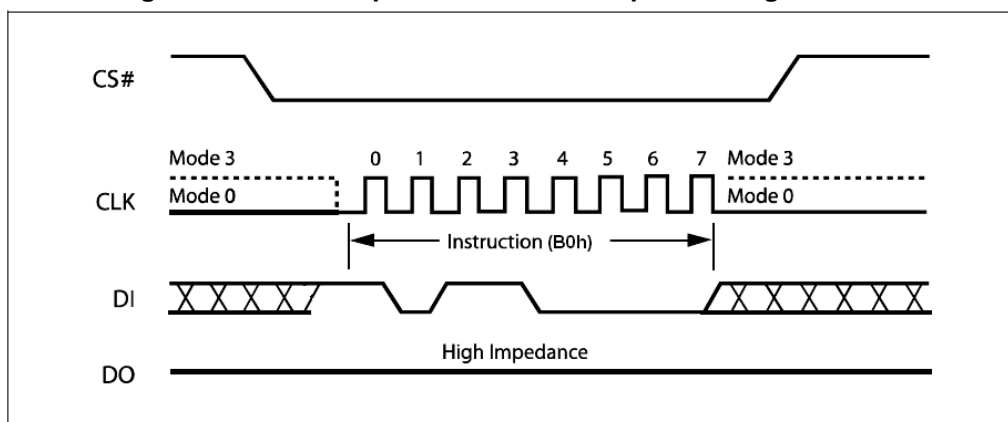 CS#
Mode 3 0 1 2 3 4 5 6 7 Mode 3
CLK Mode 0 Mode 0
Instruction (B0h)
DI
High Impedance
DO